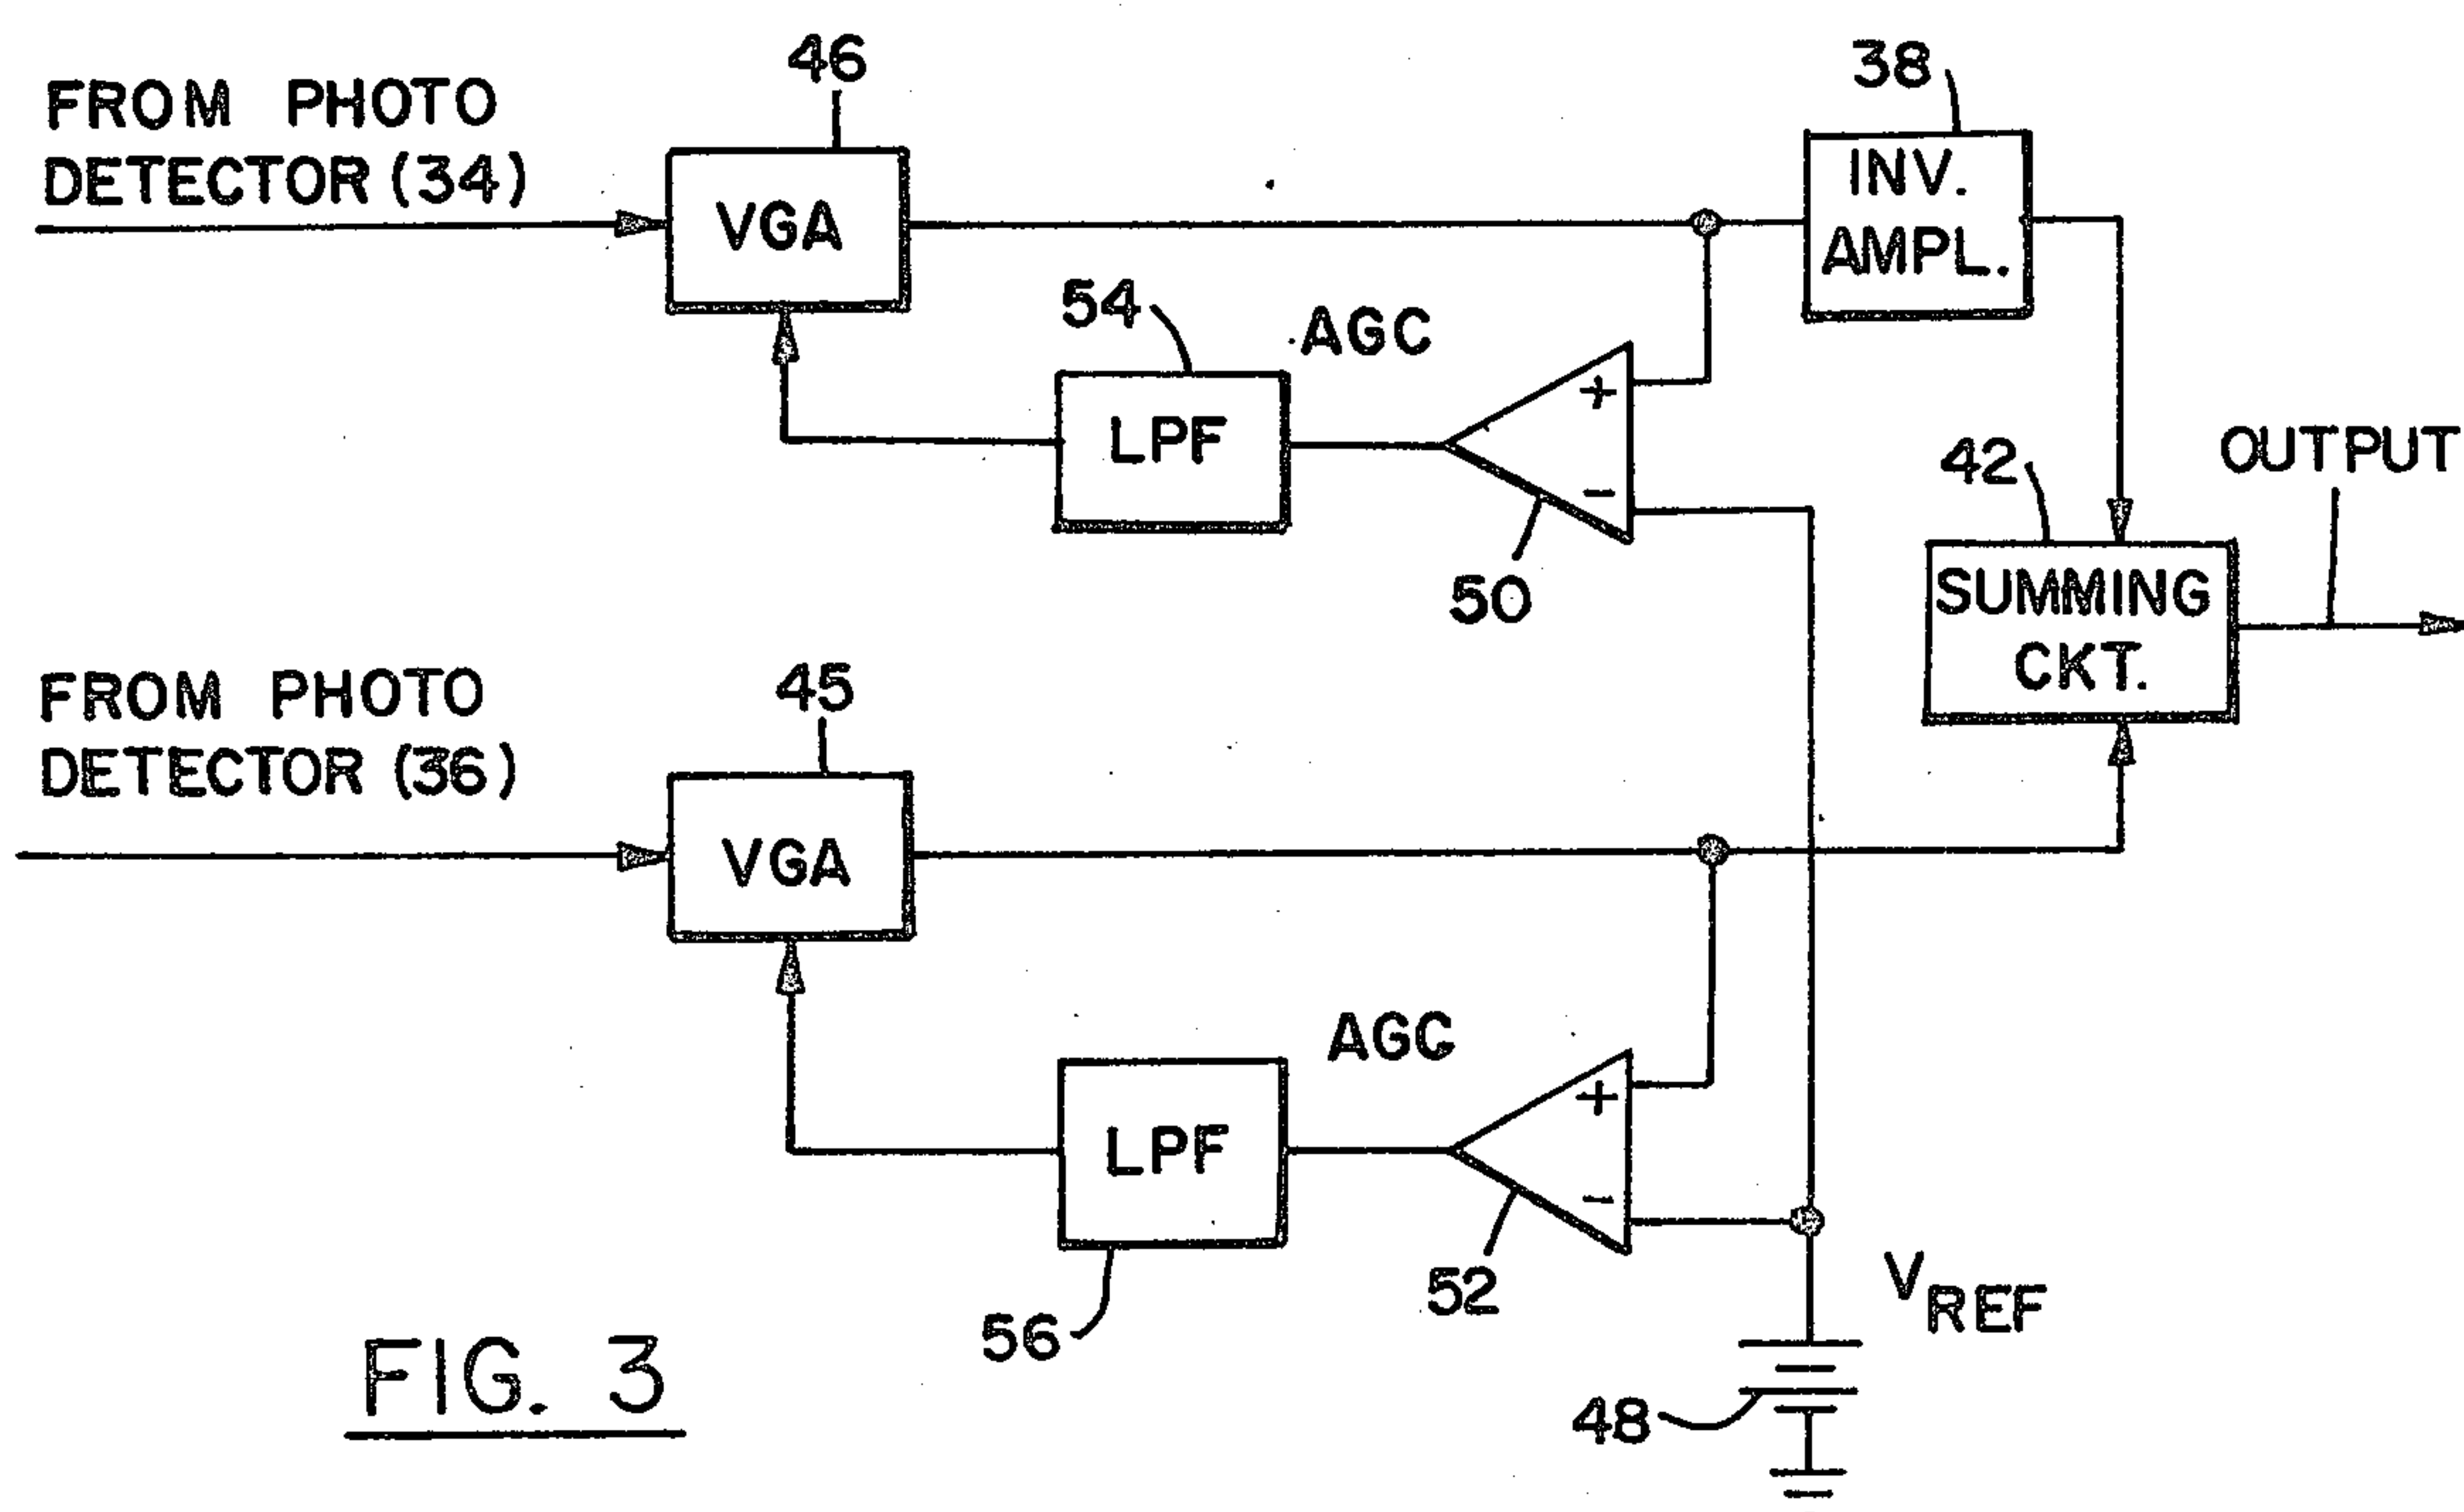 46
38
FROM PHOTO
DETECTOR (34)
VGA
INV.
AMPL.
54
AGC
LPF
+
-
50
42
OUTPUT
SUMMING
CKT.
FROM PHOTO
DETECTOR (36)
45
VGA
AGC
LPF
+
-
52
56
VREF
48
FIG. 3